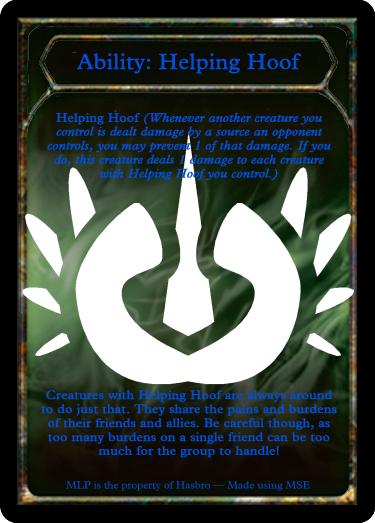 Ability: Helping Hoof
Helping Hoof (Whenever another creature you
control is dealt damage by a source an opponent
controls, you may prevent 1 of that damage. If you
do, this creature deals 1 damage to each creature
with Helping Hoof you control.)
Creatures with Helping Hoof are always around
to do just that. They share the pains and burdens
of their friends and allies. Be careful though, as
too many burdens on a single friend can be too
much for the group to handle!
MLP is the property of Hasbro — Made using MSE